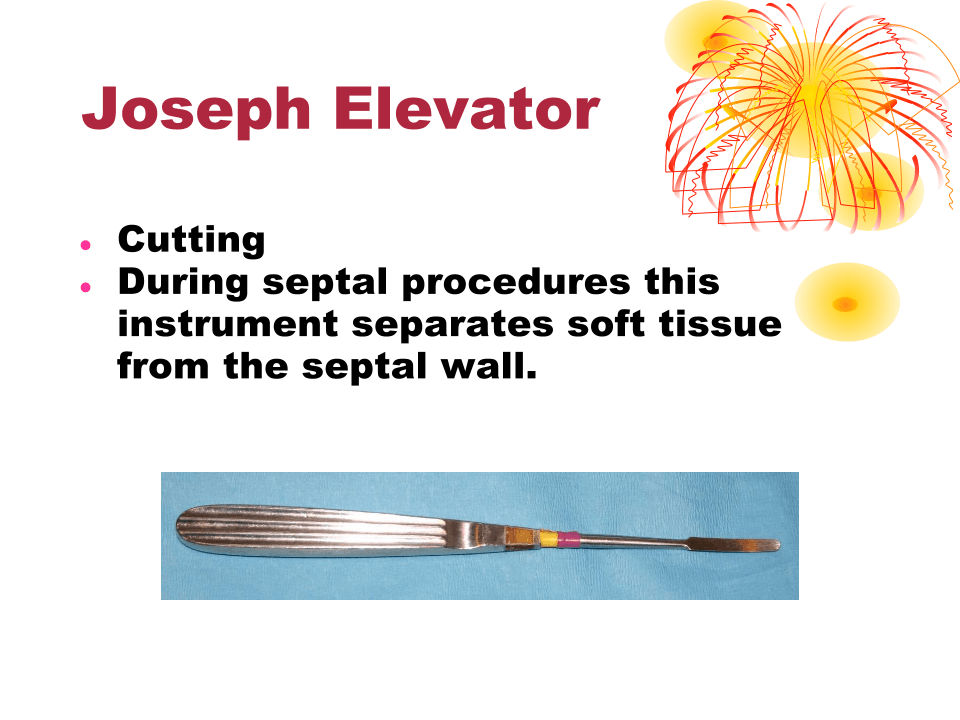 Joseph Elevator
Cutting
During septal procedures this
instrument separates soft tissue
from the septal wall.